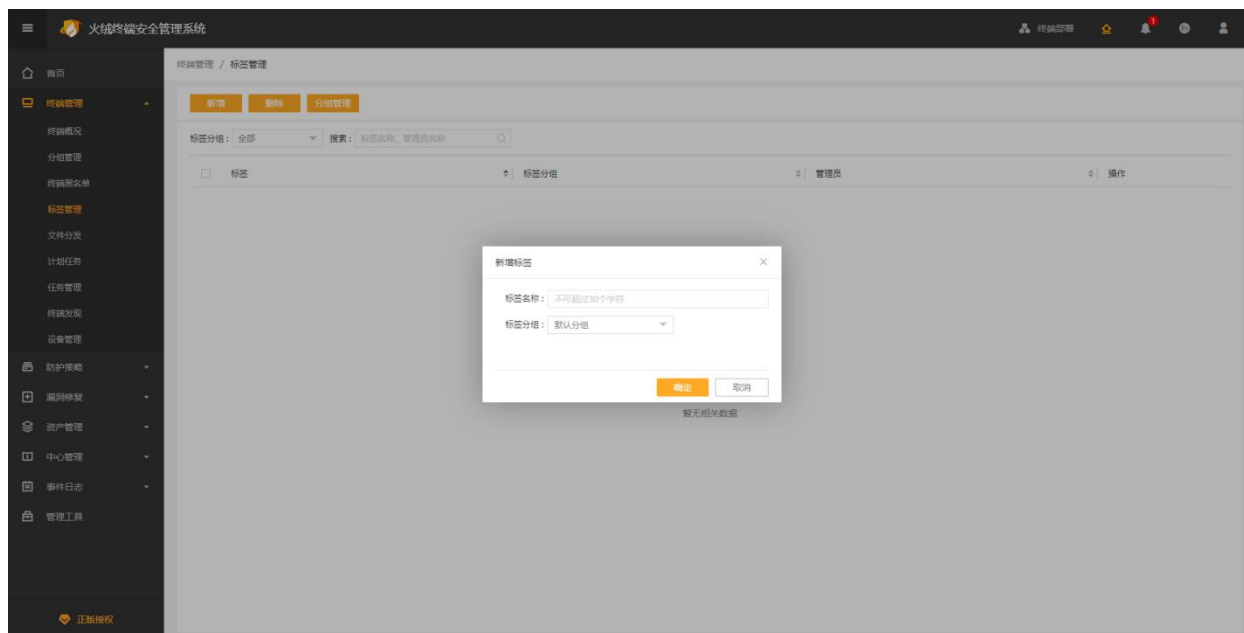 火绒终端安全管理系统
终端部署
1
首页
终端管理 / 标签管理
终端管理
新增 删除 分组管理
终端概况
标签分组: 全部 搜索: 标签名称, 管理员名称
分组管理
终端黑名单
标签 标签分组 管理员 操作
标签管理
文件分发
计划任务
任务管理
终端发现
设备管理
防护策略
漏洞修复
资产管理
中心管理
事件日志
管理工具
正版授权
新增标签
标签名称: 不可超过30个字符
标签分组: 默认分组
确定 取消
暂无相关数据